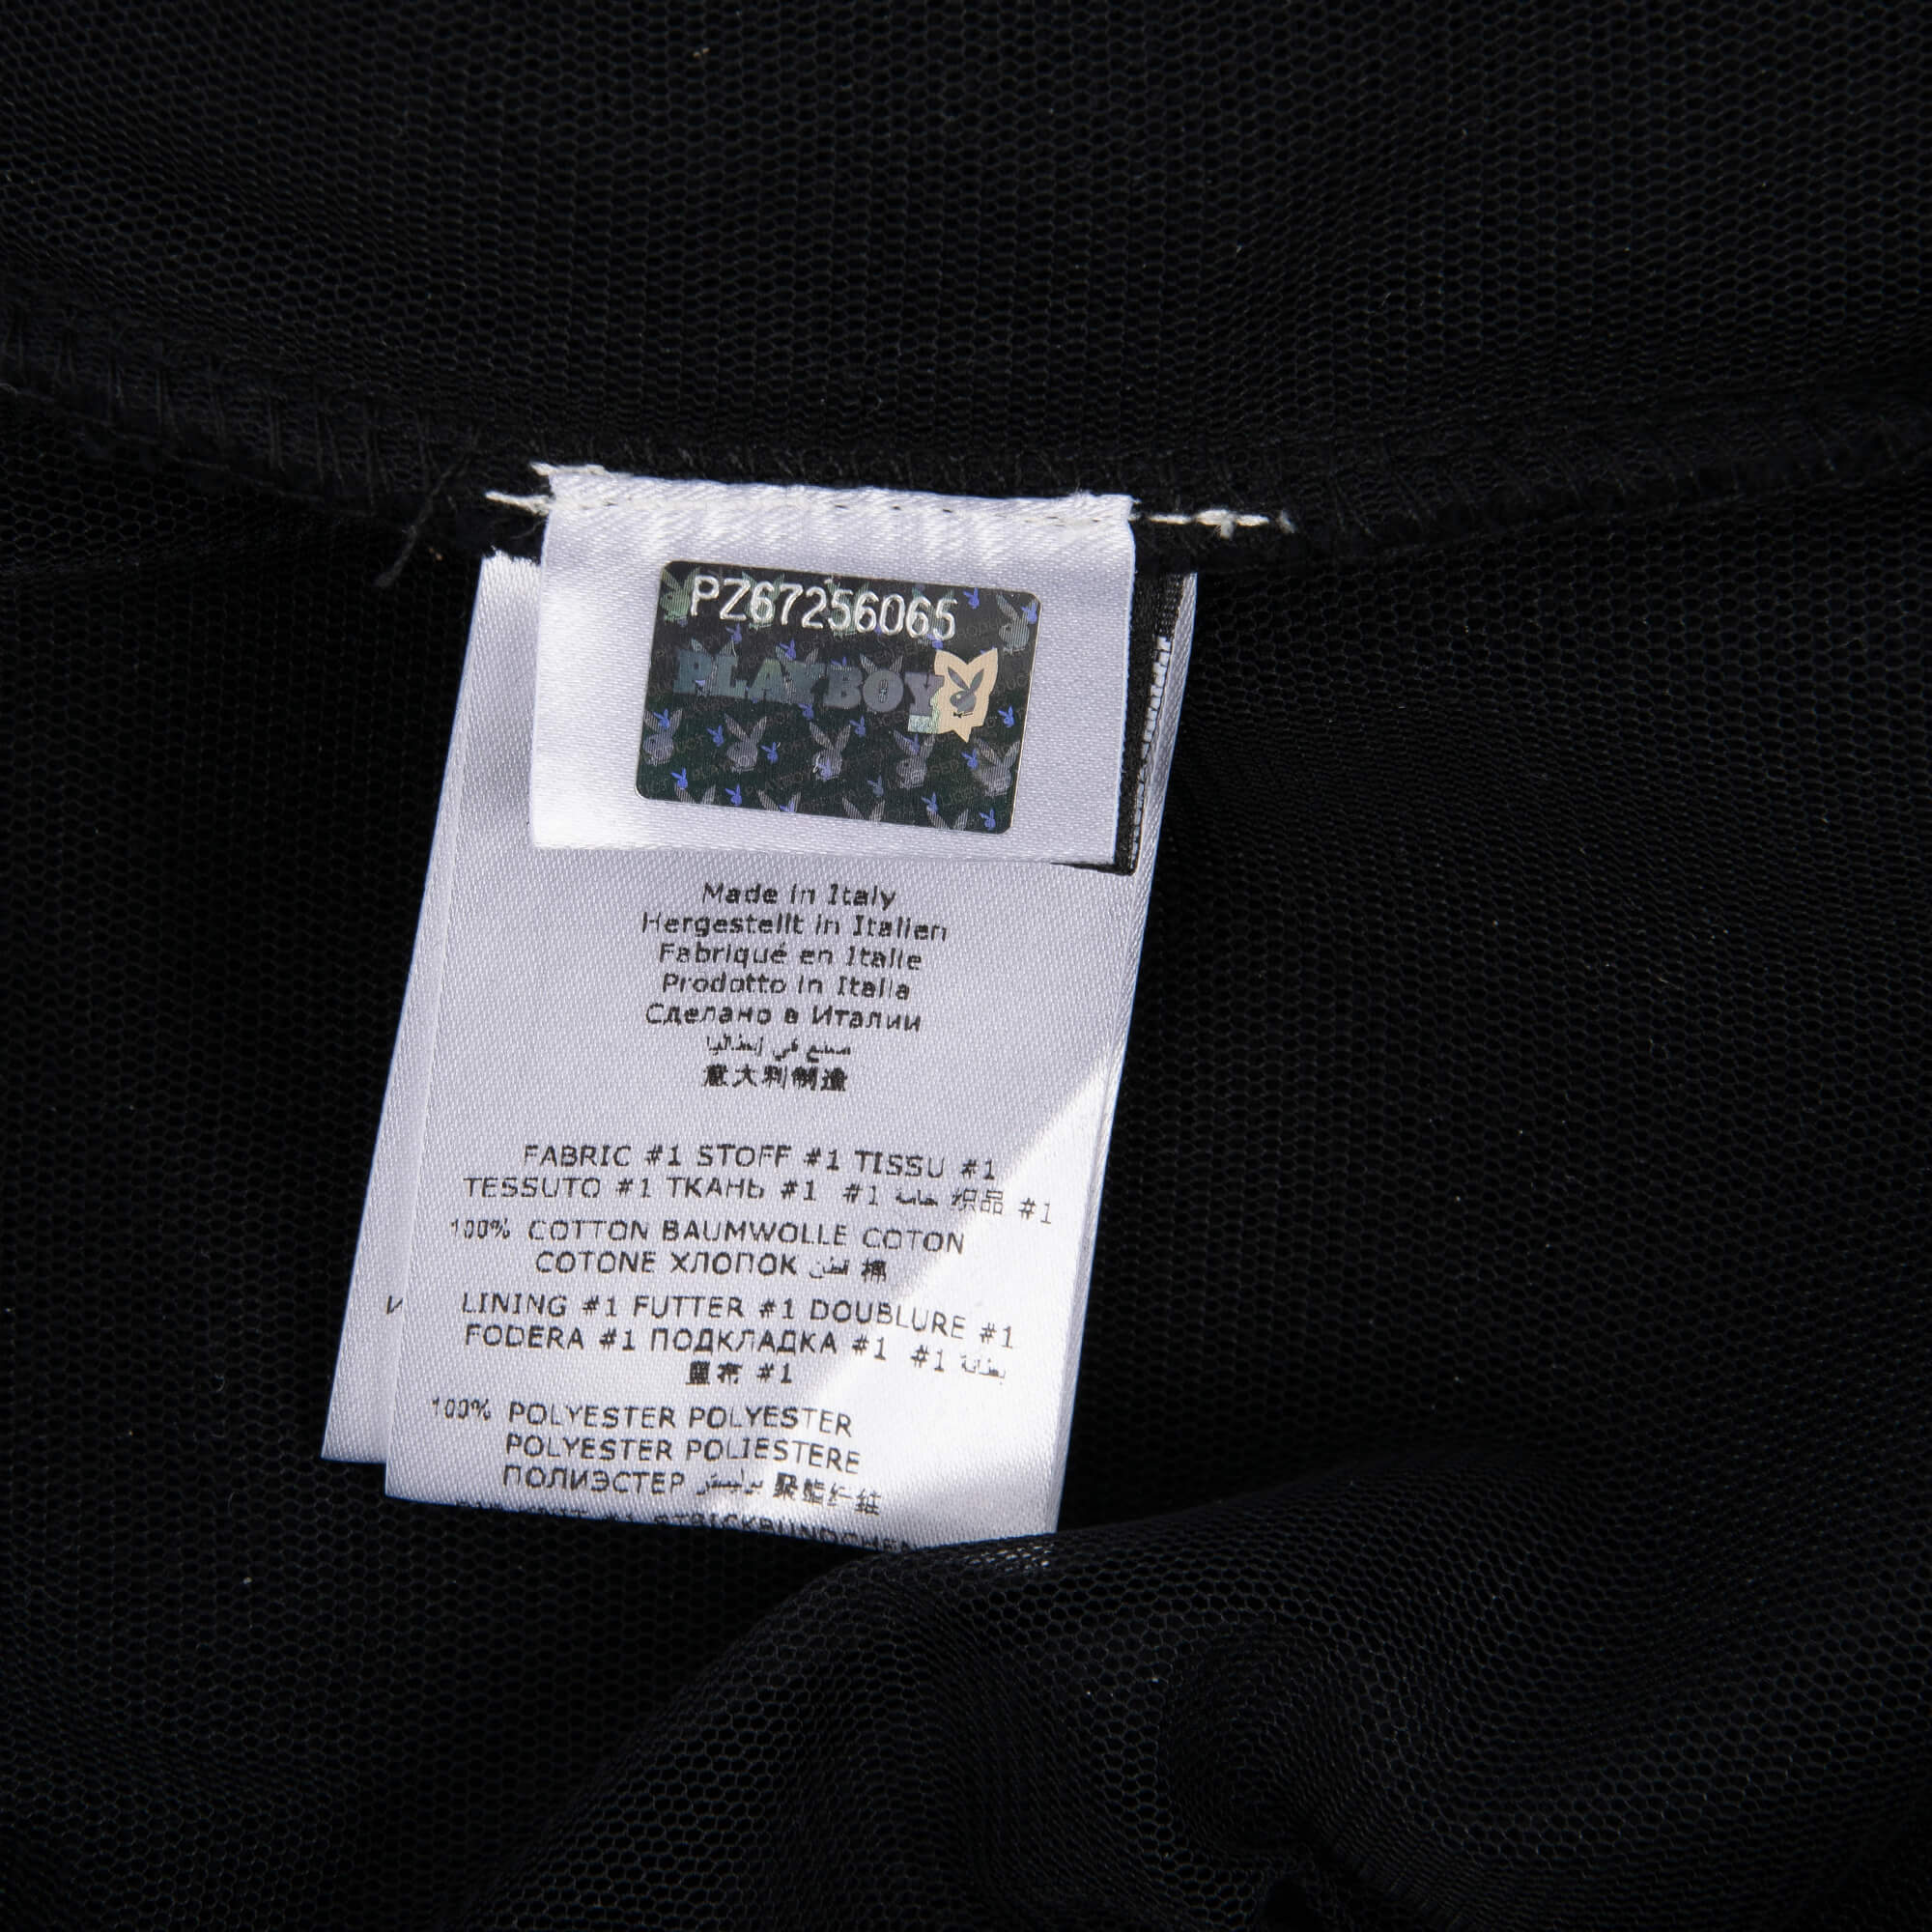 PZ67256065
PLAYBOY
Made in Italy
Hergestellt in Italien
Fabriqué en Italie
Prodotto in Italia
Сделано в Италии
صنع في إيطاليا
意大利制造
FABRIC #1 STOFF #1 TISSU #1
TESSUTO #1 ТКАНЬ #1 #1 خامة 织品 #1
100% COTTON BAUMWOLLE COTON
COTONE ХЛОПОК قطن 棉
LINING #1 FUTTER #1 DOUBLURE #1
FODERA #1 ПОДКЛАДКА #1 #1 بطانة
里布 #1
100% POLYESTER POLYESTER
POLYESTER POLIESTERE
ПОЛИЭСТЕР بوليستر 聚酯纤维